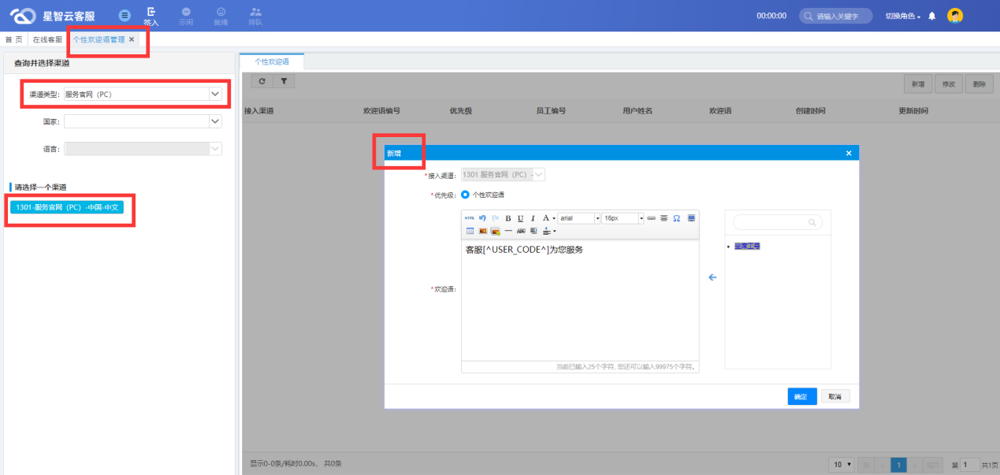 星智云客服
签入
示闲
就绪
排队
00:00:00
请输入关键字
切换角色
首 页
在线客服
个性欢迎语管理 ×
查询并选择渠道
渠道类型: 服务官网（PC）
国家:
语言:
请选择一个渠道
1301-服务官网（PC）-中国-中文
个性欢迎语
新增
修改
删除
接入渠道
欢迎语编号
优先级
员工编号
用户姓名
欢迎语
创建时间
更新时间
新增
*接入渠道: 1301 服务官网（PC）-
*优先级: 个性欢迎语
HTML B U I A arial 16px
ABC
*欢迎语:
客服[^USER_CODE^]为您服务
当前已输入25个字符, 您还可以输入99975个字符。
坐席工号
确定
取消
显示0-0条/耗时0.00s， 共0条
10
1
第 1 共1页